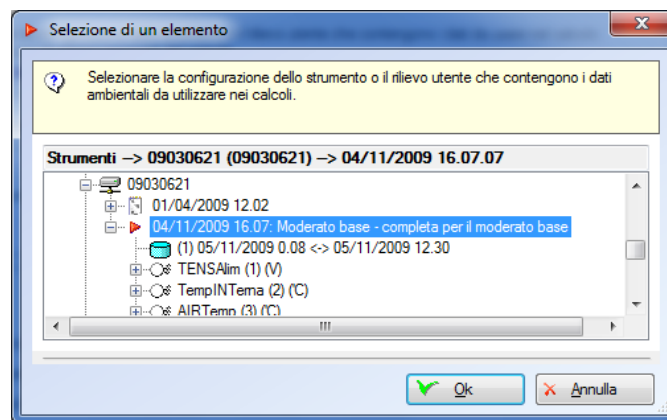 Selezione di un elemento
Selezionare la configurazione dello strumento o il rilievo utente che contengono i dati
ambientali da utilizzare nei calcoli.
Strumenti --> 09030621 (09030621) --> 04/11/2009 16.07.07
09030621
01/04/2009 12.02
04/11/2009 16.07: Moderato base - completa per il moderato base
(1) 05/11/2009 0.08 <-> 05/11/2009 12.30
TENSAlim (1) (V)
TempINTerna (2) (°C)
AIRTemp (3) (°C)
Ok
Annulla